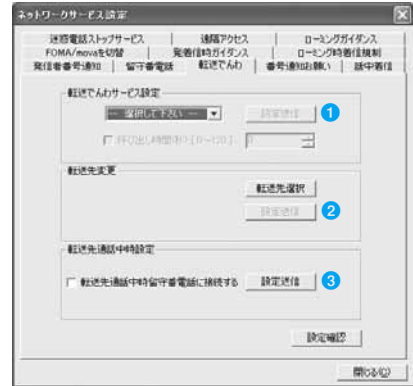 ネットワークサービス設定
迷惑電話ストップサービス 遠隔アクセス ローミングガイダンス
FOMA/movaを切替 発着信時ガイダンス ローミング時着信規制
発信者番号通知 留守番電話 転送でんわ 番号通知お願い 話中着信
転送でんわサービス設定
-- 選択して下さい -- 設定送信 1
呼び出し時間(秒)[0～120] 0
転送先変更
転送先選択
設定送信 2
転送先通話中時設定
転送先通話中時留守番電話に接続する 設定送信 3
設定確認
閉じる(C)